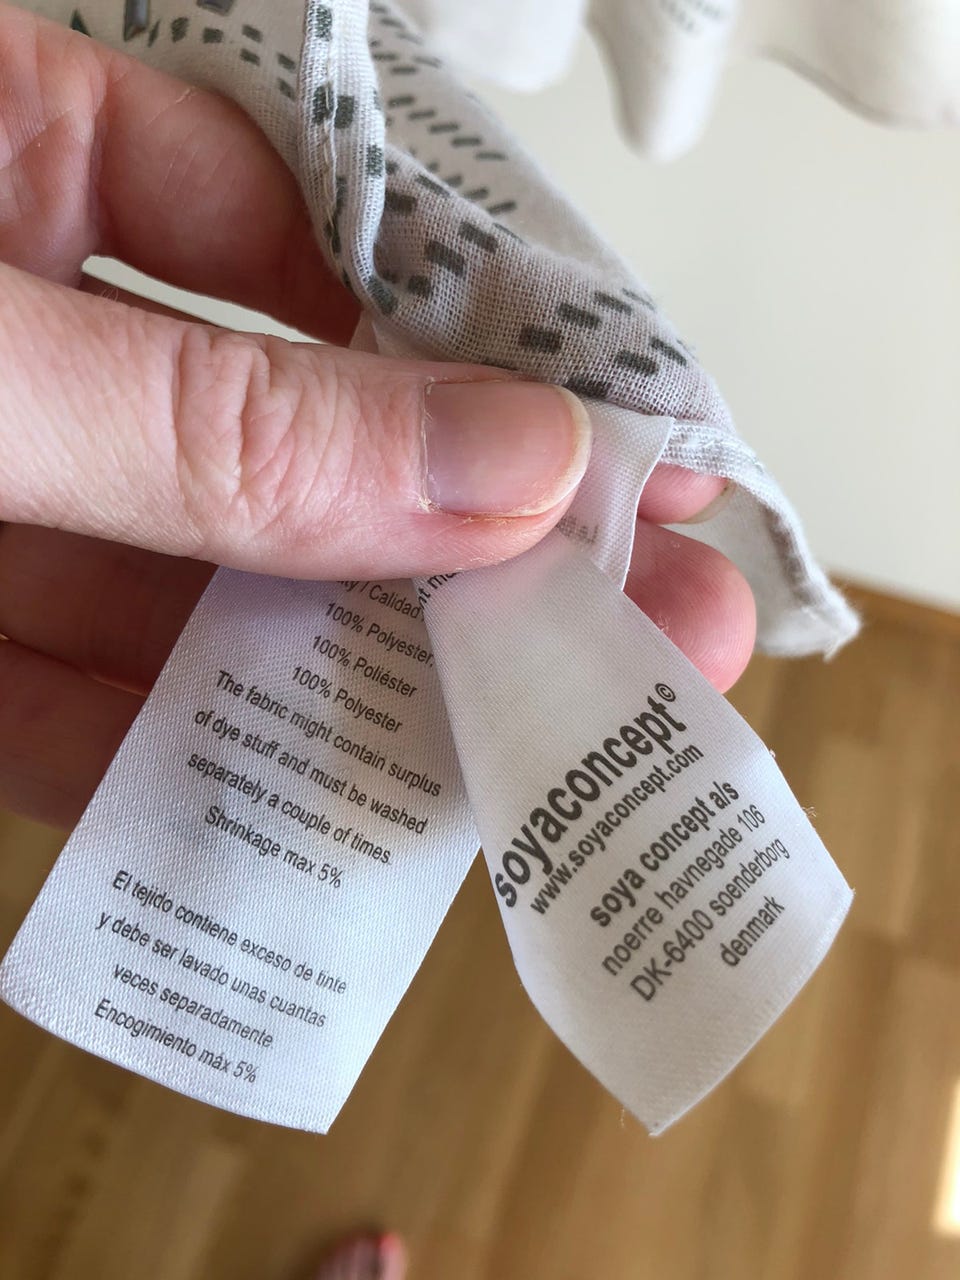 / Calidad
100% Polyester,
100% Poliéster
100% Polyester
The fabric might contain surplus
of dye stuff and must be washed
separately a couple of times.
Shrinkage max 5%
El tejido contiene exceso de tinte
y debe ser lavado unas cuantas
veces separadamente.
Encogimiento máx 5%
soyaconcept©
www.soyaconcept.com
soya concept als
noerre havnegade 106
DK-6400 soenderborg
denmark